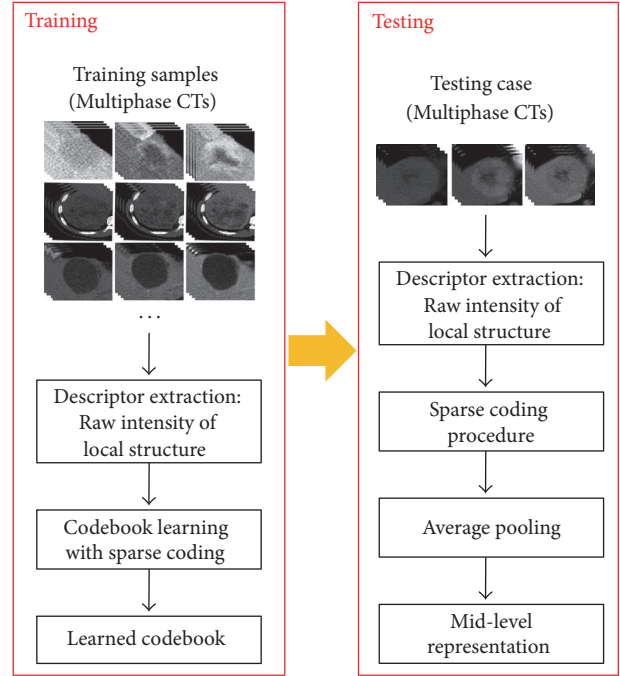 Training
Training samples
(Multiphase CTs)
...
Descriptor extraction:
Raw intensity of
local structure
Codebook learning
with sparse coding
Learned codebook
Testing
Testing case
(Multiphase CTs)
Descriptor extraction:
Raw intensity of
local structure
Sparse coding
procedure
Average pooling
Mid-level
representation